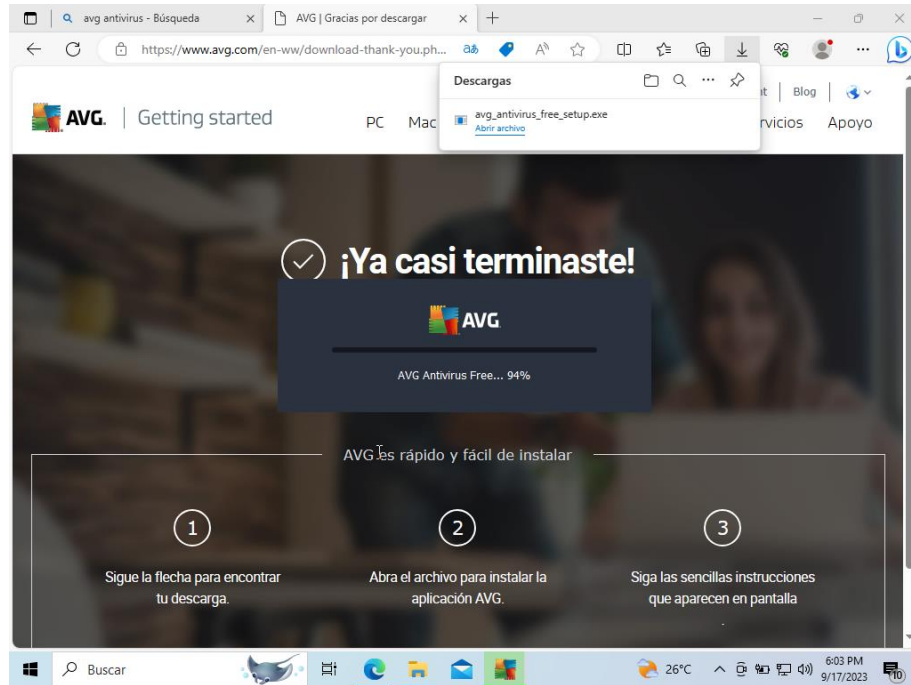 avg antivirus - Búsqueda
AVG | Gracias por descargar
https://www.avg.com/en-ww/download-thank-you.ph...
Descargas
avg_antivirus_free_setup.exe
Abrir archivo
Blog
AVG. | Getting started
PC
Mac
Apoyo
¡Ya casi terminaste!
AVG
AVG Antivirus Free... 94%
AVG es rápido y fácil de instalar
1
2
3
Sigue la flecha para encontrar
tu descarga.
Abra el archivo para instalar la
aplicación AVG.
Siga las sencillas instrucciones
que aparecen en pantalla
.
Buscar
26°C
6:03 PM
9/17/2023
10